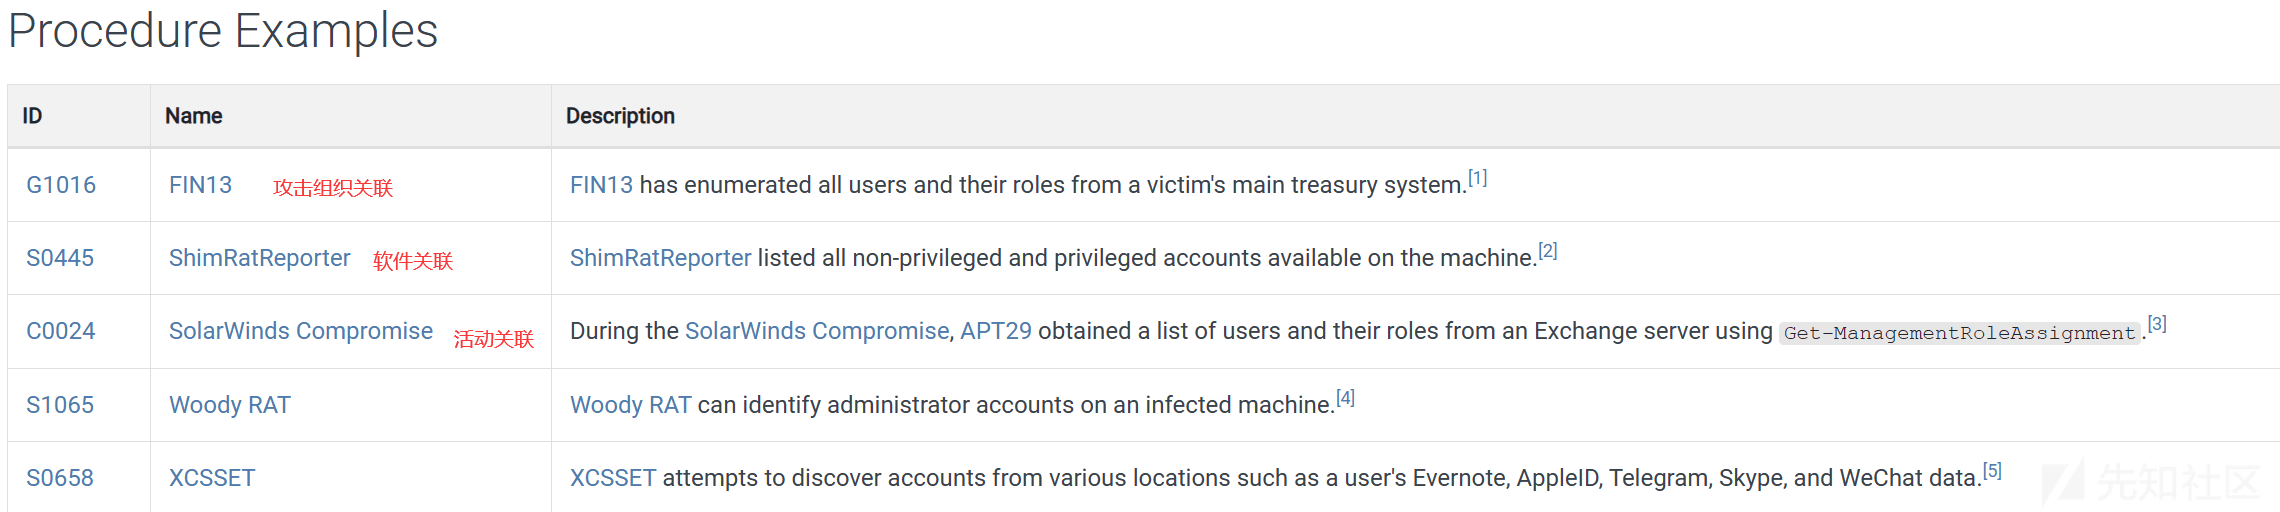 Procedure Examples
ID Name Description
G1016 FIN13 攻击组织关联 FIN13 has enumerated all users and their roles from a victim's main treasury system.[1]
S0445 ShimRatReporter 软件关联 ShimRatReporter listed all non-privileged and privileged accounts available on the machine.[2]
C0024 SolarWinds Compromise 活动关联 During the SolarWinds Compromise, APT29 obtained a list of users and their roles from an Exchange server using Get-ManagementRoleAssignment.[3]
S1065 Woody RAT Woody RAT can identify administrator accounts on an infected machine.[4]
S0658 XCSSET XCSSET attempts to discover accounts from various locations such as a user's Evernote, AppleID, Telegram, Skype, and WeChat data.[5]
先知社区